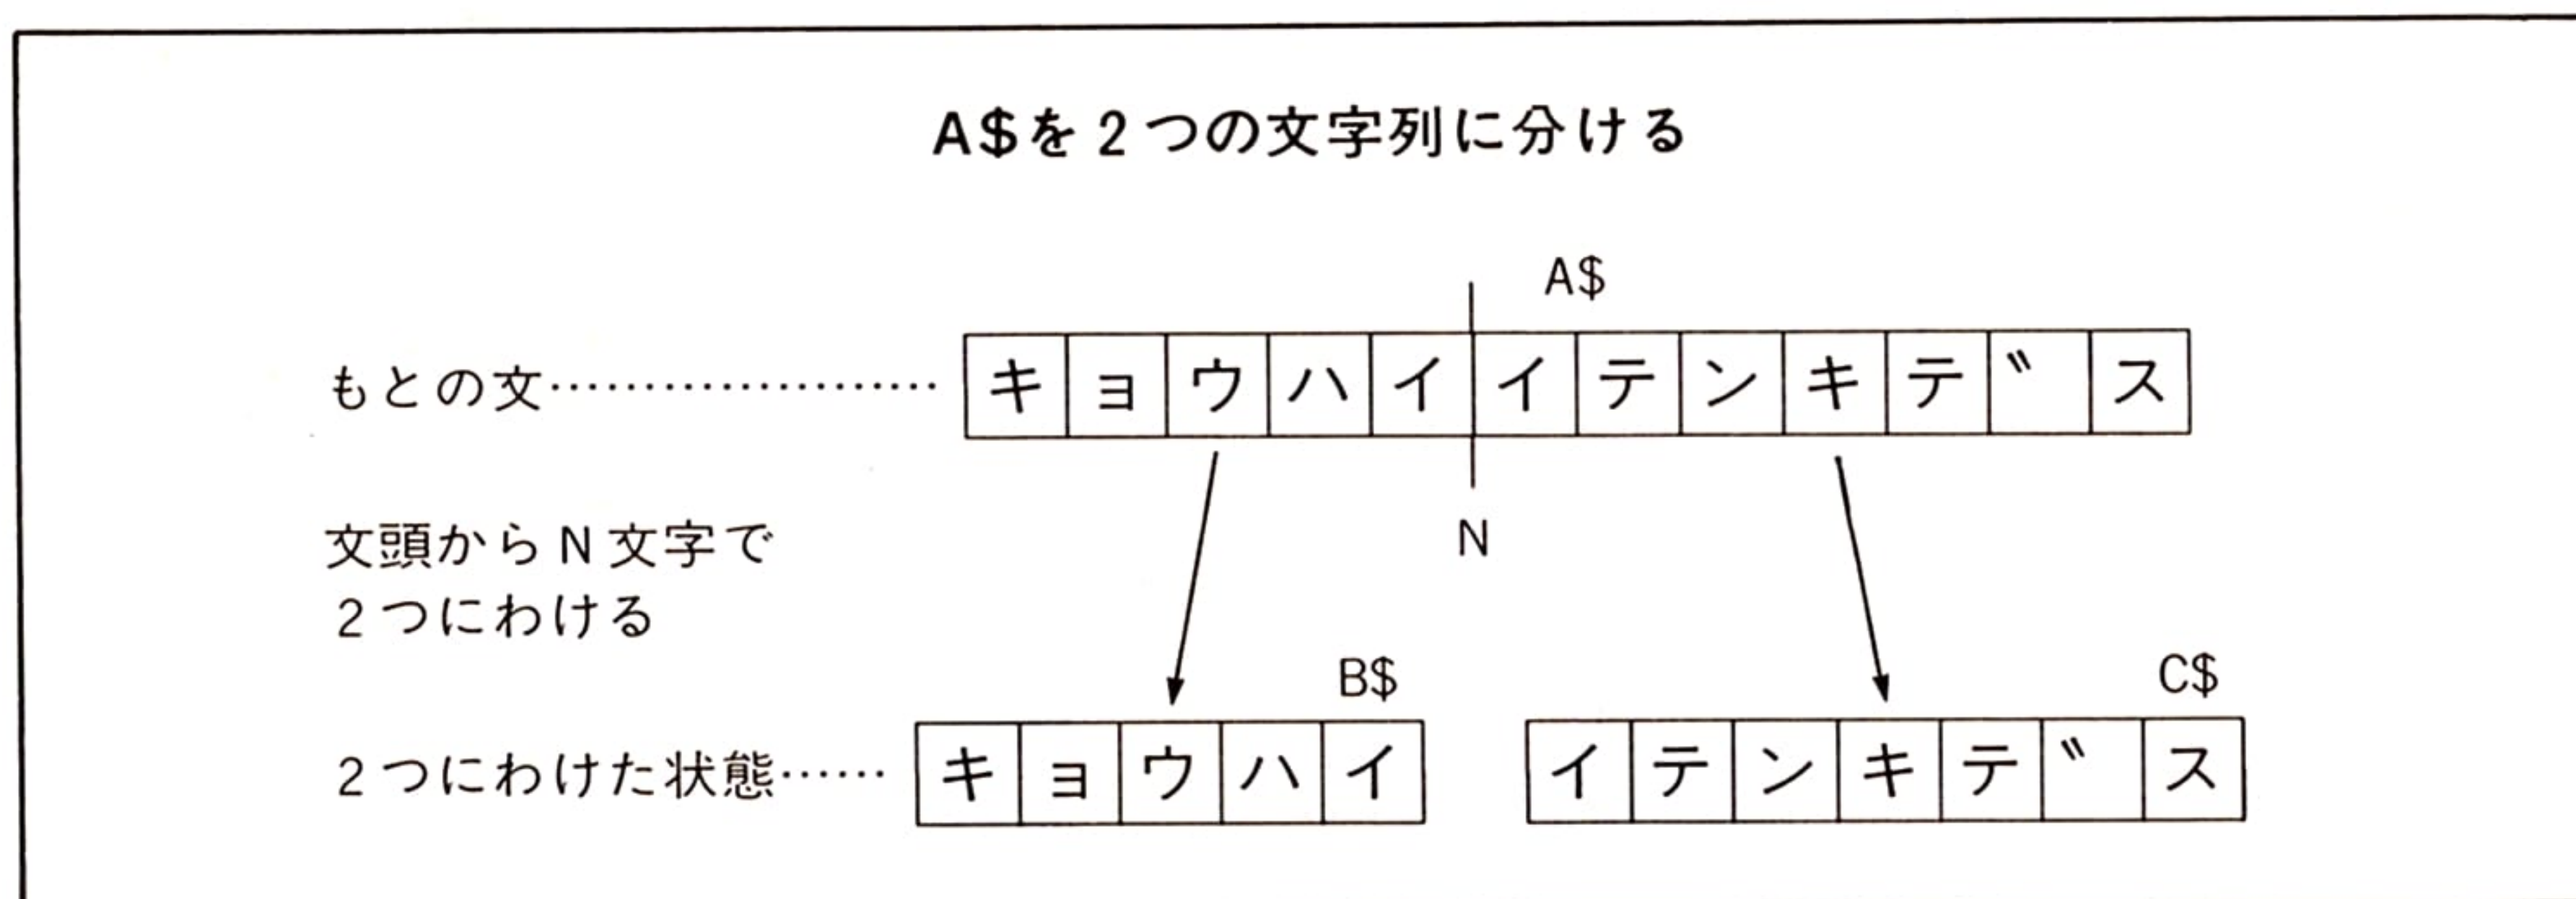 A$を2つの文字列に分ける
A$
もとの文…………………キョウハイイテンキテ゛ス
N
文頭からN文字で
2つにわける
B$ C$
2つにわけた状態……キョウハイ イテンキテ゛ス